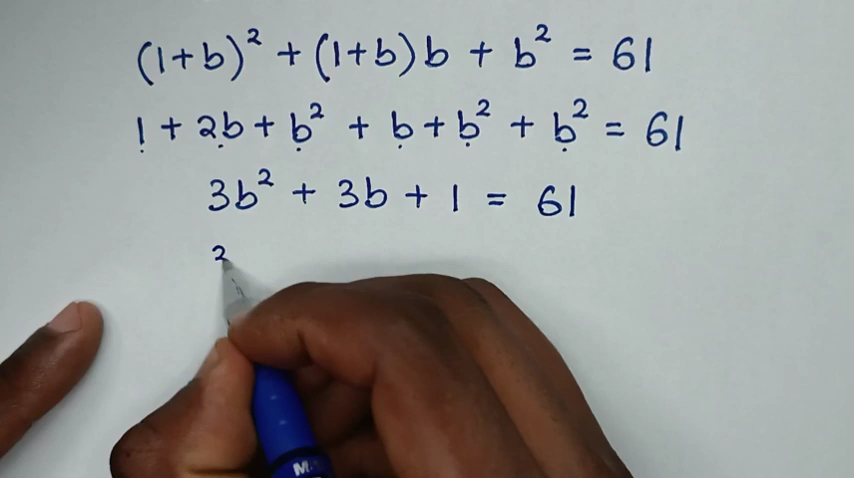 (1+b)² + (1+b)b + b² = 61
1 + 2b + b² + b + b² + b² = 61
3b² + 3b + 1 = 61